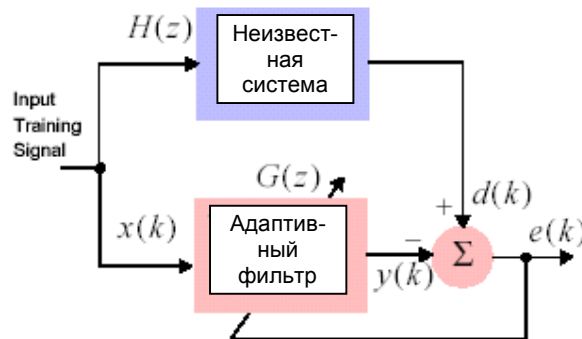 H(z)
Неизвест-
ная
система
Input
Training
Signal
G(z)
x(k)
Адаптив-
ный
фильтр
+
d(k)
−
Σ
e(k)
y(k)